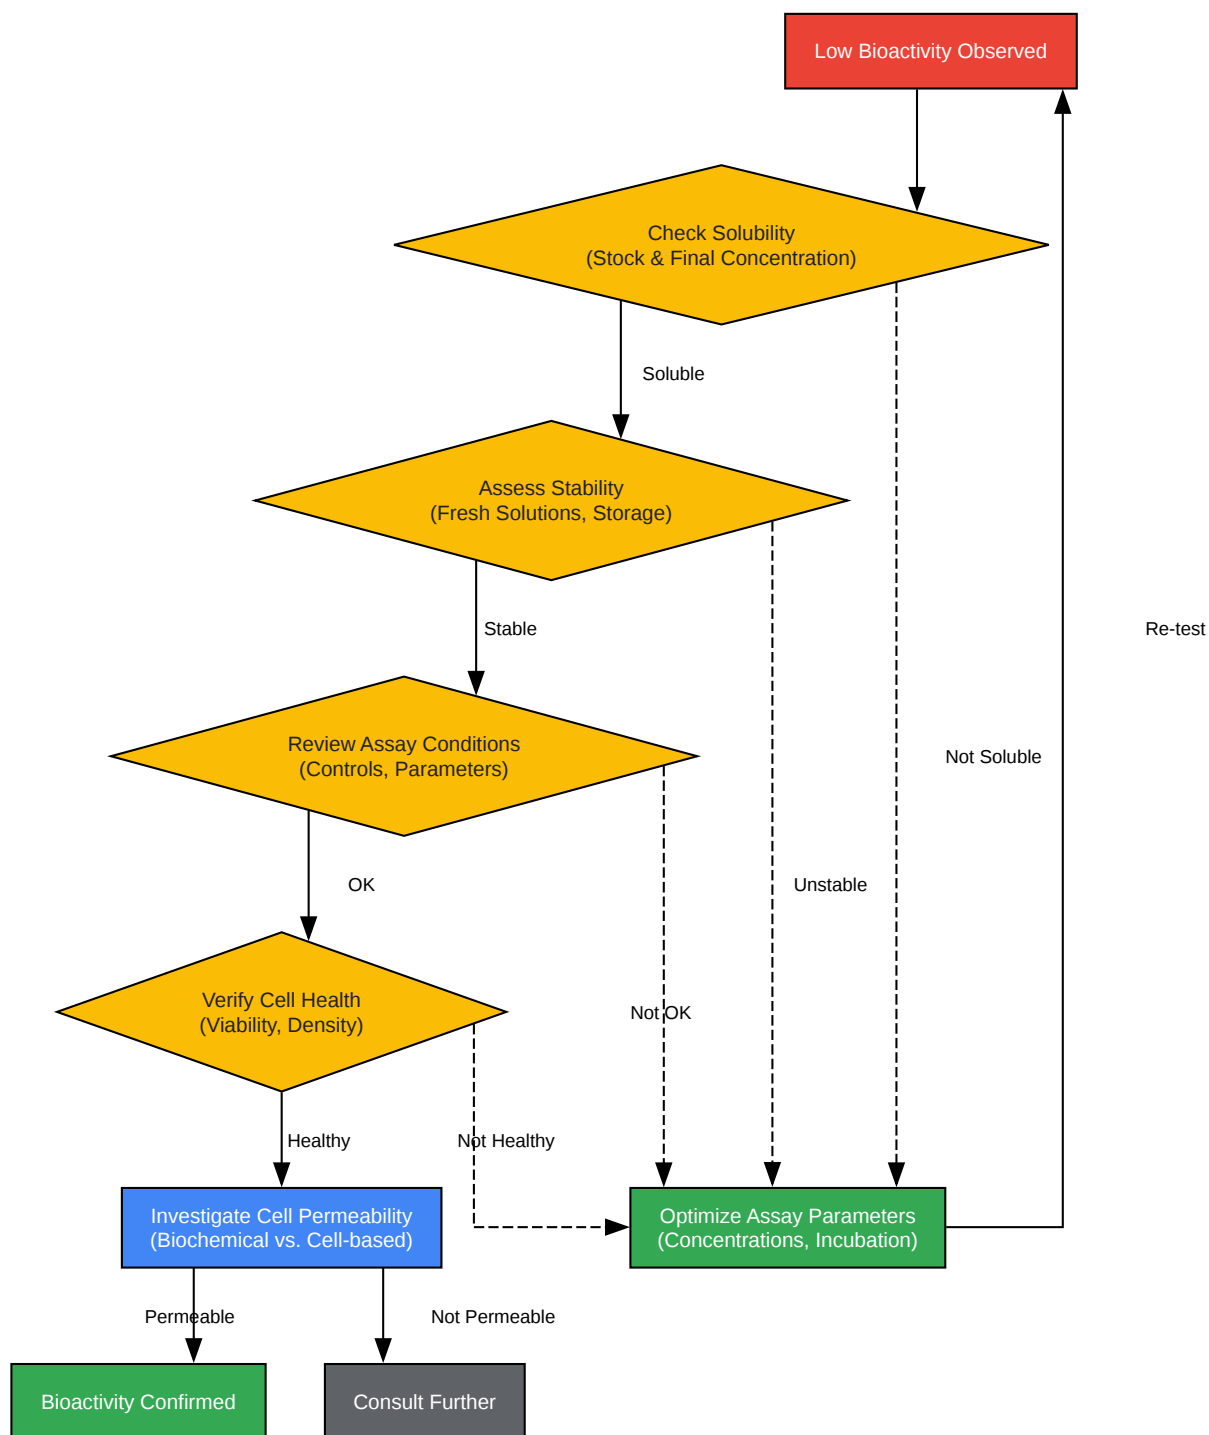 Low Bioactivity Observed
Check Solubility
(Stock & Final Concentration)
Soluble
Assess Stability
(Fresh Solutions, Storage)
Stable
Re-test
Review Assay Conditions
(Controls, Parameters)
Not Soluble
OK
Unstable
Verify Cell Health
(Viability, Density)
Not OK
Healthy
Not Healthy
Investigate Cell Permeability
(Biochemical vs. Cell-based)
Optimize Assay Parameters
(Concentrations, Incubation)
Permeable
Not Permeable
Bioactivity Confirmed
Consult Further